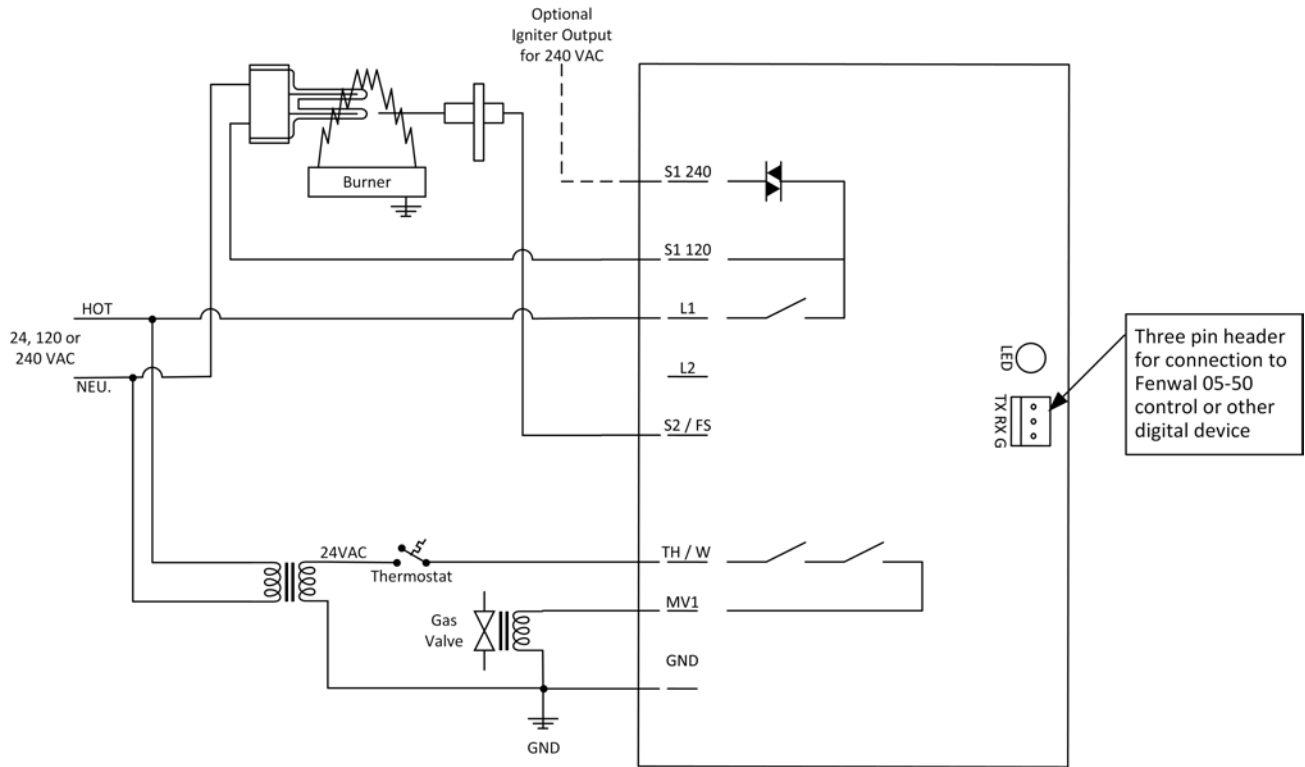 Optional
Igniter Output
for 240 VAC
Burner
S1 240
S1 120
HOT
L1
24, 120 or
240 VAC
NEU.
L2
S2 / FS
LED
TX RX G
Three pin header
for connection to
Fenwal 05-50
control or other
digital device
24VAC
Thermostat
TH / W
MV1
Gas
Valve
GND
GND